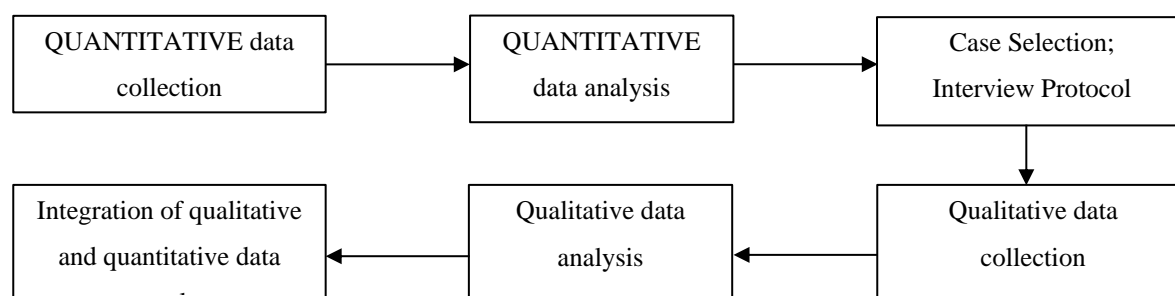 QUANTITATIVE data
collection
QUANTITATIVE
data analysis
Case Selection;
Interview Protocol
Qualitative data
collection
Qualitative data
analysis
Integration of qualitative
and quantitative data